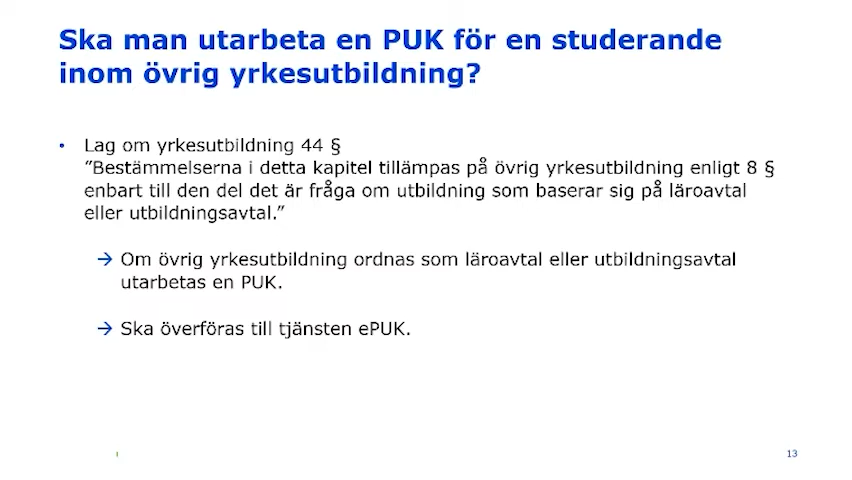 Ska man utarbeta en PUK för en studerande
inom övrig yrkesutbildning?
• Lag om yrkesutbildning 44 §
”Bestämmelserna i detta kapitel tillämpas på övrig yrkesutbildning enligt 8 §
enbart till den del det är fråga om utbildning som baserar sig på läroavtal
eller utbildningsavtal.”
→ Om övrig yrkesutbildning ordnas som läroavtal eller utbildningsavtal
utarbetas en PUK.
→ Ska överföras till tjänsten ePUK.
13